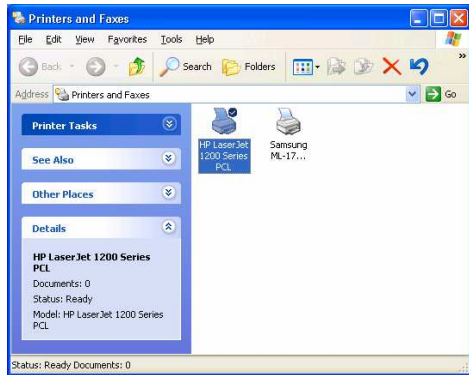 Printers and Faxes
File Edit View Favorites Tools Help
Back Search Folders »
Address Printers and Faxes Go
Printer Tasks
See Also
Other Places
Details
HP LaserJet 1200 Series
PCL
Documents: 0
Status: Ready
Model: HP LaserJet 1200 Series
PCL
HP LaserJet
1200 Series
PCL
Samsung
ML-17...
Status: Ready Documents: 0